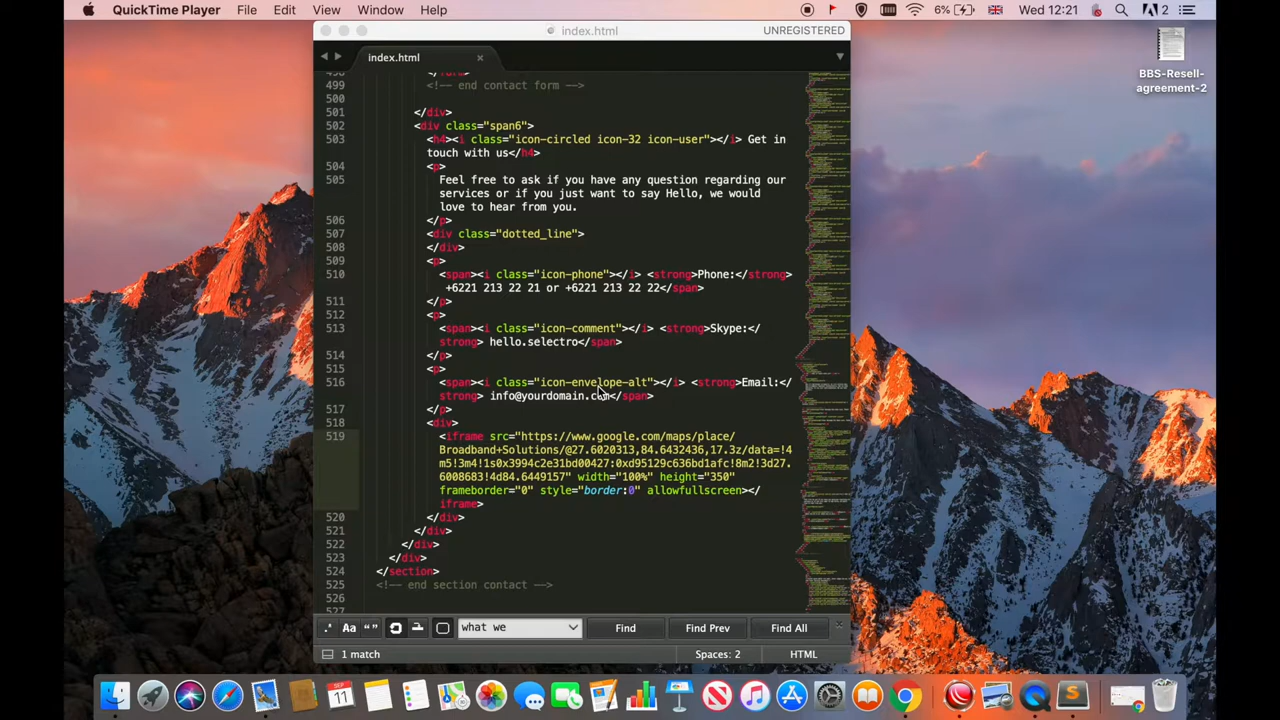 QuickTime Player File Edit View Window Help 6% Wed 12:21 2
index.html UNREGISTERED
index.html
BBS-Resell-
agreement-2
499 <!-- end contact form -->
500
501 </div>
502 <div class="span6">
503 <h4><i class="icon-circled icon-32 icon-user"></i> Get in
touch with us</h4>
504 <p>
505 Feel free to ask if you have any question regarding our
services or if you just want to say Hello, we would
love to hear from you.
506 </p>
507 <div class="dotted_line">
508 </div>
509 <p>
510 <span><i class="icon-phone"></i> <strong>Phone:</strong>
+6221 213 22 21 or +6221 213 22 22</span>
511 </p>
512 <p>
513 <span><i class="icon-comment"></i> <strong>Skype:</
strong> hello.selectro</span>
514 </p>
515 <p>
516 <span><i class="icon-envelope-alt"></i> <strong>Email:</
strong> info@yourdomain.com</span>
517 </p>
518 <div>
519 <iframe src="https://www.google.com/maps/place/
Broadband+Solutions/@27.6020313,84.6432436,17.3z/data=!4
m5!3m4!1s0x3994c2e31bd00427:0xd95129c636bd1afc!8m2!3d27.
6008683!4d84.6449157" width="100%" height="350"
frameborder="0" style="border:0" allowfullscreen></
iframe>
520 </div>
521 </div>
522 </div>
523 </div>
524 </section>
525 <!-- end section contact -->
526
527
.* Aa “ ” what we Find Find Prev Find All
1 match Spaces: 2 HTML
SEP
11